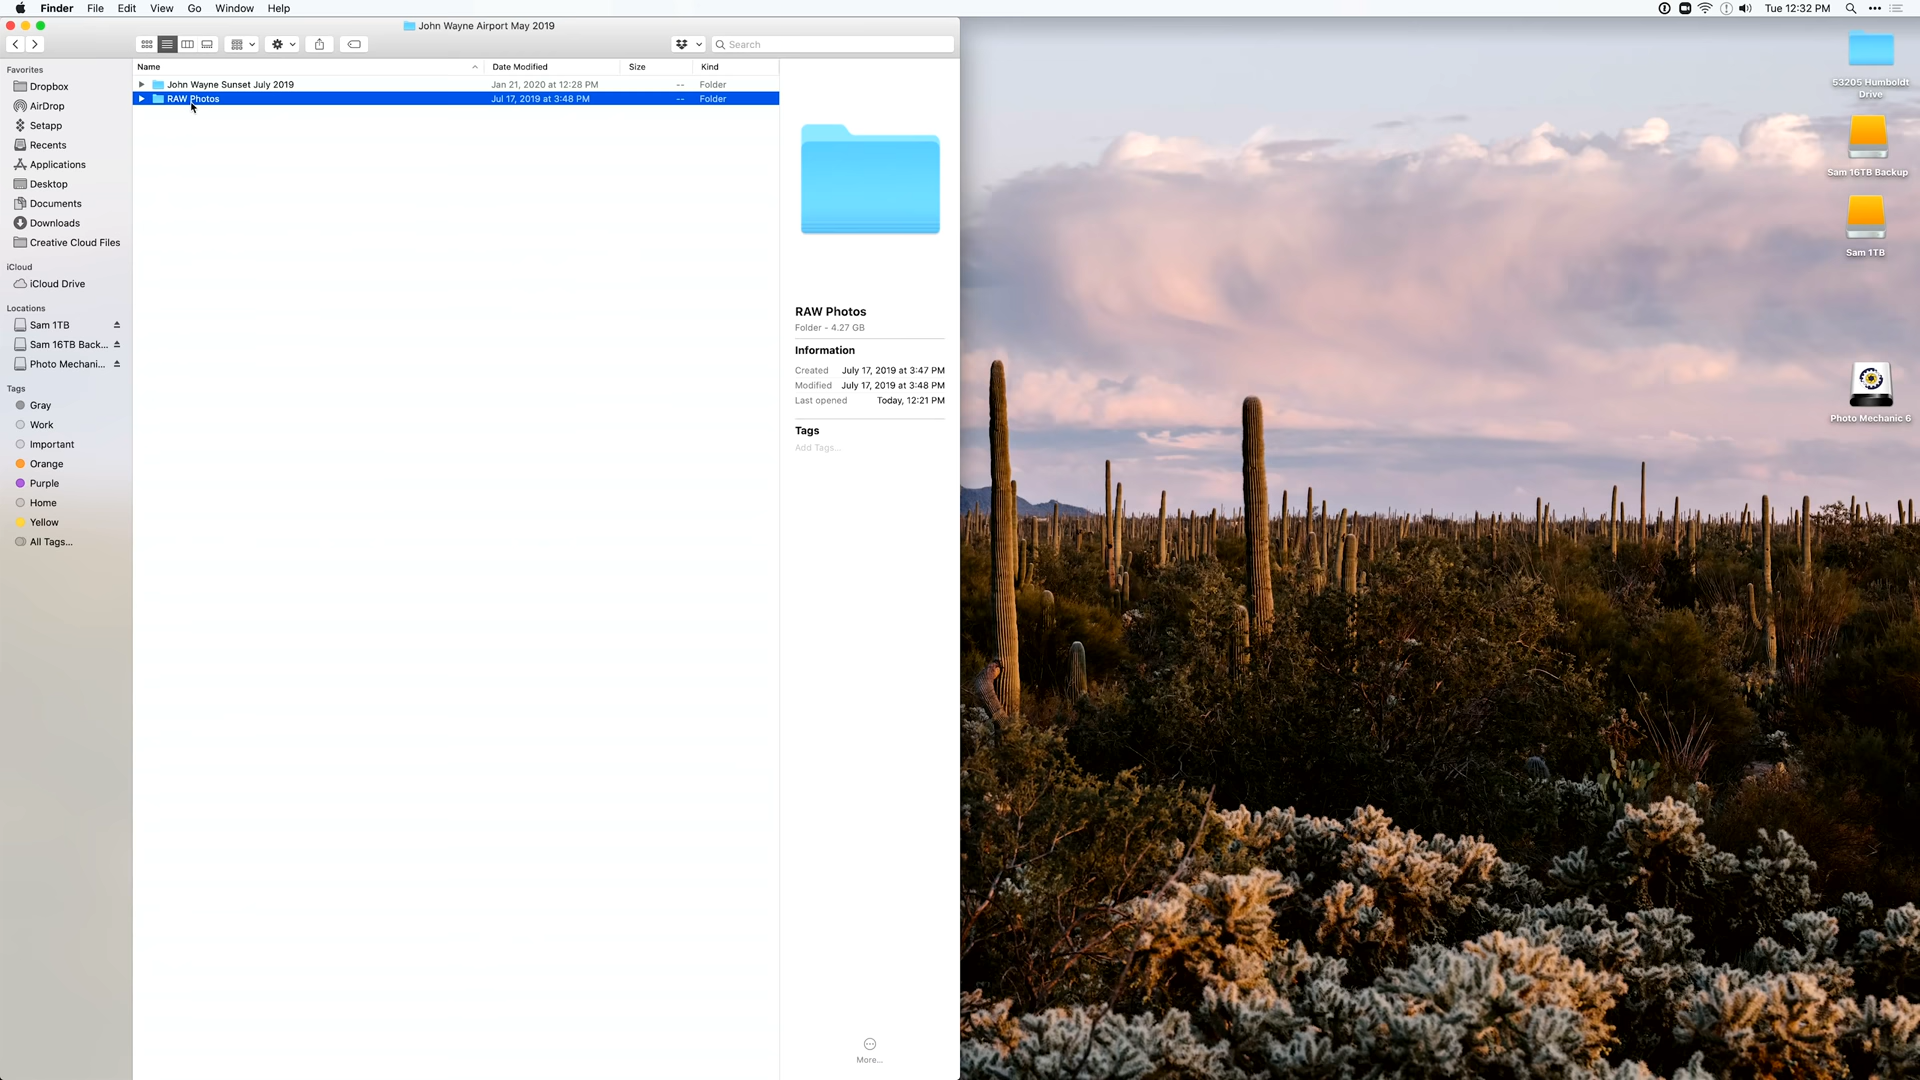 Finder File Edit View Go Window Help
Tue 12:32 PM
John Wayne Airport May 2019
Search
Favorites
Dropbox
AirDrop
Setapp
Recents
Applications
Desktop
Documents
Downloads
Creative Cloud Files
iCloud
iCloud Drive
Locations
Sam 1TB
Sam 16TB Back...
Photo Mechani...
Tags
Gray
Work
Important
Orange
Purple
Home
Yellow
All Tags...
Name Date Modified Size Kind
John Wayne Sunset July 2019 Jan 21, 2020 at 12:28 PM -- Folder
RAW Photos Jul 17, 2019 at 3:48 PM -- Folder
RAW Photos
Folder - 4.27 GB
Information
Created July 17, 2019 at 3:47 PM
Modified July 17, 2019 at 3:48 PM
Last opened Today, 12:21 PM
Tags
Add Tags...
More...
53205 Humboldt
Drive
Sam 16TB Backup
Sam 1TB
Photo Mechanic 6